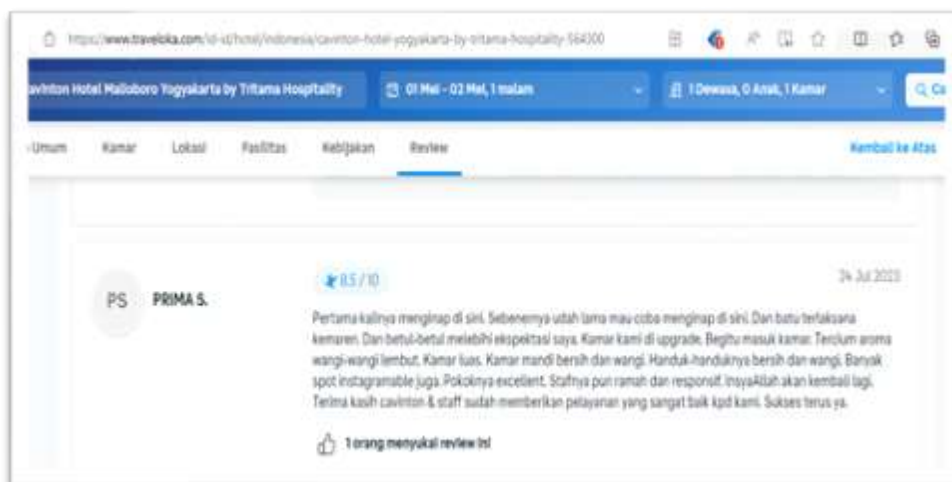 https://www.traveloka.com/id-id/hotel/indonesia/cavinton-hotel-yogyakarta-by-tritama-hospitality-564300
avinton Hotel Malioboro Yogyakarta by Tritama Hospitality
01 Mei - 02 Mei, 1 malam
1 Dewasa, 0 Anak, 1 Kamar
Ca
Umum
Kamar
Lokasi
Fasilitas
Kebijakan
Review
Kembali ke Atas
PS
PRIMA S.
8.5 / 10
24 Jul 2023
Pertama kalinya menginap di sini. Sebenernya udah lama mau coba menginap di sini. Dan batu terlaksana
kemaren. Dan betul-betul melebihi ekspektasi saya. Kamar kami di upgrade. Begitu masuk kamar. Tercium aroma
wangi-wangi lembut. Kamar luas. Kamar mandi bersih dan wangi. Handuk-handuknya bersih dan wangi. Banyak
spot instagramable juga. Pokoknya excellent. Stafnya pun ramah dan responsif. InsyaAllah akan kembali lagi.
Terima kasih cavinton & staff sudah memberikan pelayanan yang sangat baik kpd kami. Sukses terus ya.
1 orang menyukai review ini